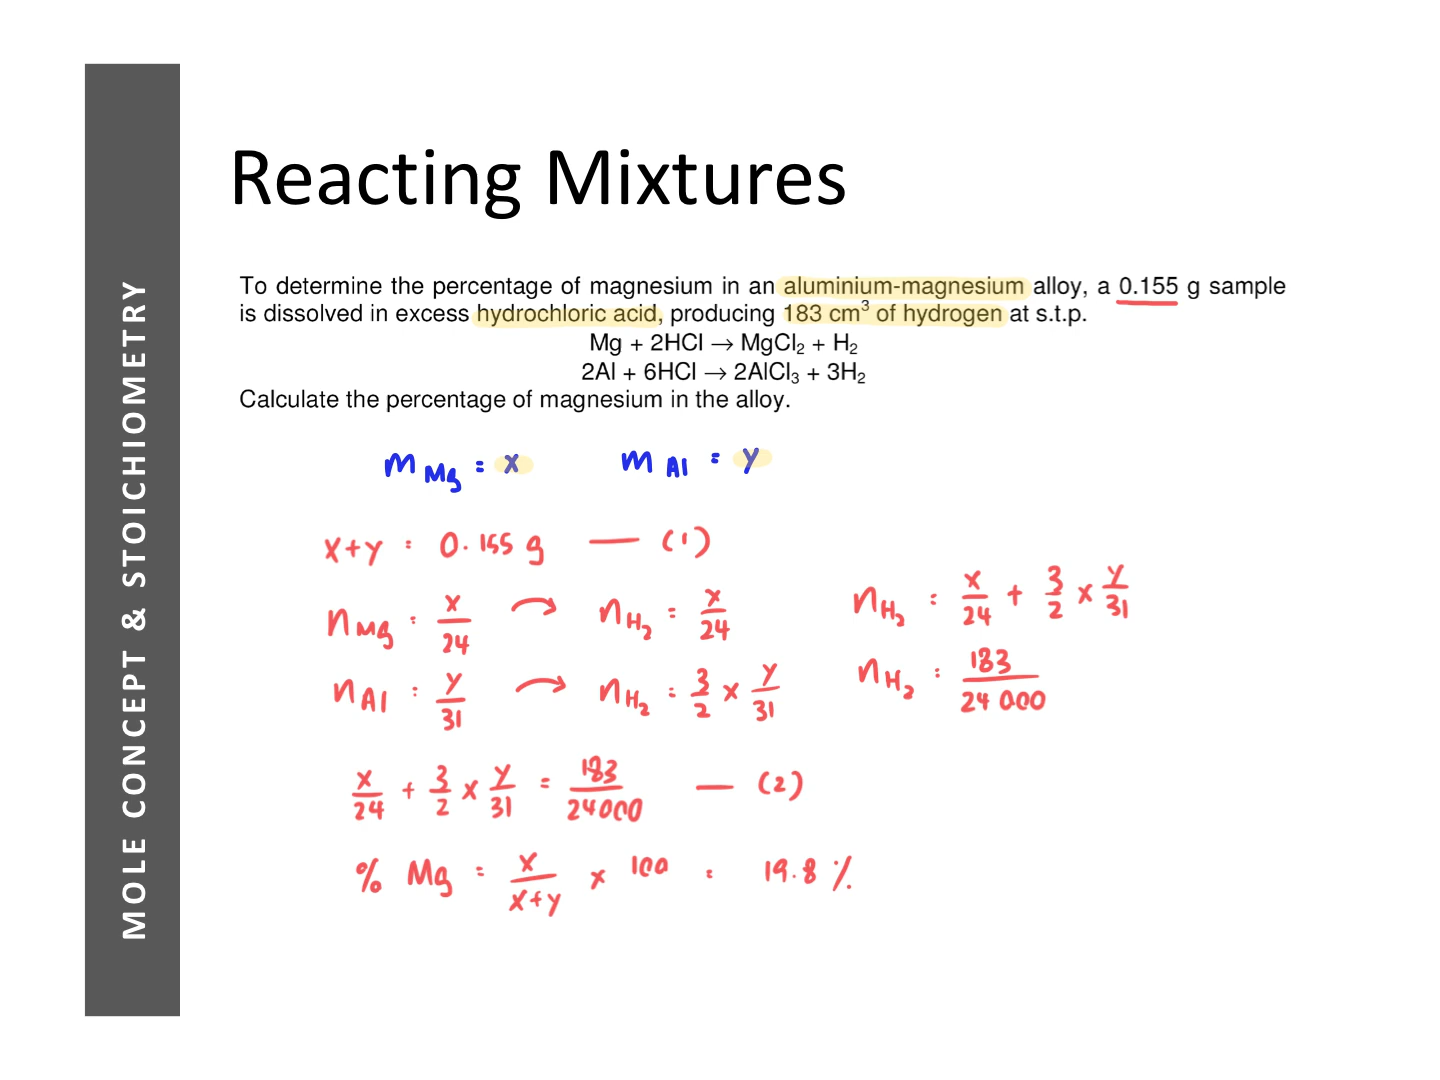 MOLE CONCEPT & STOICHIOMETRY
Reacting Mixtures
To determine the percentage of magnesium in an aluminium-magnesium alloy, a 0.155 g sample
is dissolved in excess hydrochloric acid, producing 183 cm³ of hydrogen at s.t.p.
Mg + 2HCl → MgCl₂ + H₂
2Al + 6HCl → 2AlCl₃ + 3H₂
Calculate the percentage of magnesium in the alloy.
m Mg = x m Al = y
x+y = 0.155 g — (1)
n Mg = x/24 → n H₂ = x/24
n Al = y/31 → n H₂ = 3/2 × y/31
n H₂ = x/24 + 3/2 × y/31
n H₂ = 183/24000
x/24 + 3/2 × y/31 = 183/24000 — (2)
% Mg = x/x+y × 100 = 19.8 %